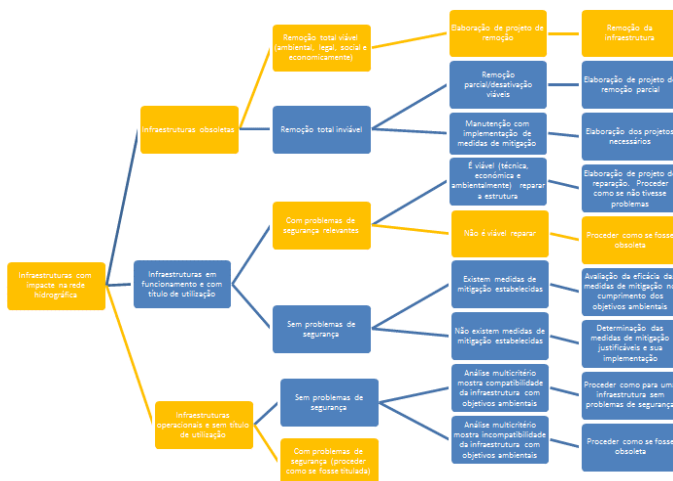 Infraestruturas com
impacte na rede
hidrográfica
Infraestruturas obsoletas
Remoção total viável
(ambiental, legal, social e
economicamente)
Elaboração de projeto de
remoção
Remoção da
infraestrutura
Remoção total inviável
Remoção
parcial/desativação
viáveis
Elaboração de projeto de
remoção parcial
Manutenção com
implementação de
medidas de mitigação
Elaboração dos projetos
necessários
Infraestruturas em
funcionamento e com
título de utilização
Com problemas de
segurança relevantes
É viável (técnica,
económica e
ambientalmente) reparar
a estrutura
Elaboração de projeto de
reparação. Proceder
como se não tivesse
problemas
Não é viável reparar
Proceder como se fosse
obsoleta
Sem problemas de
segurança
Existem medidas de
mitigação estabelecidas
Avaliação da eficácia das
medidas de mitigação no
cumprimento dos
objetivos ambientais
Não existem medidas de
mitigação estabelecidas
Determinação das
medidas de mitigação
justificáveis e sua
implementação
Infraestruturas
operacionais e sem título
de utilização
Sem problemas de
segurança
Análise multicritério
mostra compatibilidade
da infraestrutura com
objetivos ambientais
Proceder como para uma
infraestrutura sem
problemas de segurança
Análise multicritério
mostra incompatibilidade
da infraestrutura com
objetivos ambientais
Proceder como se fosse
obsoleta
Com problemas de
segurança (proceder
como se fosse titulada)